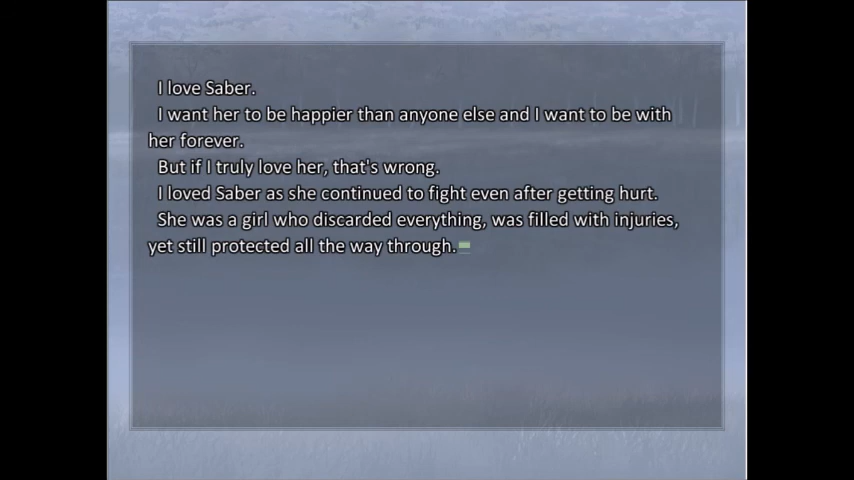 I love Saber.
I want her to be happier than anyone else and I want to be with
her forever.
But if I truly love her, that's wrong.
I loved Saber as she continued to fight even after getting hurt.
She was a girl who discarded everything, was filled with injuries,
yet still protected all the way through.